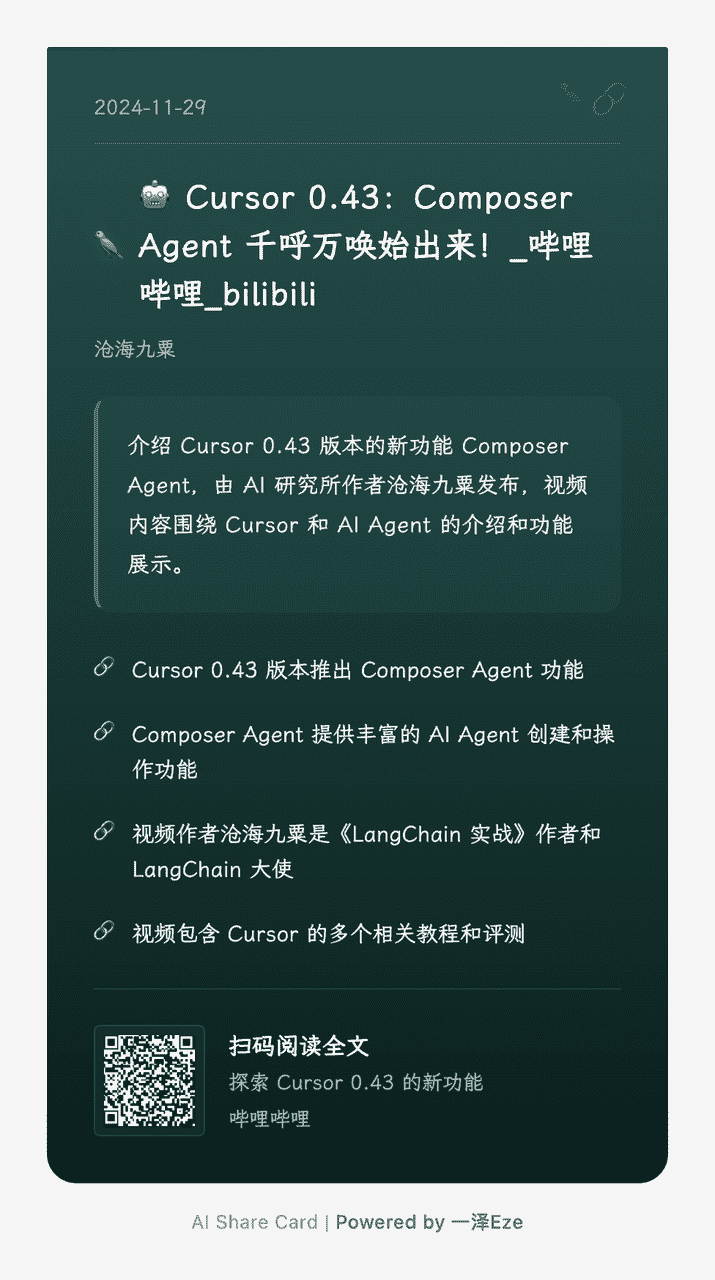 2024-11-29
Cursor 0.43：Composer
Agent 千呼万唤始出来！_哔哩
哔哩_bilibili
沧海九粟
介绍 Cursor 0.43 版本的新功能 Composer
Agent，由 AI 研究所作者沧海九粟发布，视频
内容围绕 Cursor 和 AI Agent 的介绍和功能
展示。
Cursor 0.43 版本推出 Composer Agent 功能
Composer Agent 提供丰富的 AI Agent 创建和操
作功能
视频作者沧海九粟是《LangChain 实战》作者和
LangChain 大使
视频包含 Cursor 的多个相关教程和评测
扫码阅读全文
探索 Cursor 0.43 的新功能
哔哩哔哩
AI Share Card | Powered by 一泽Eze